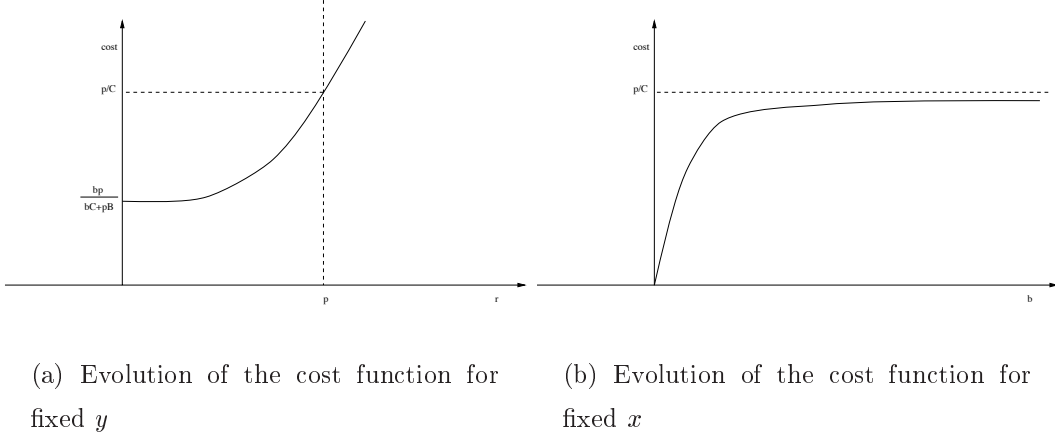 cost
p/C
bp
bC+pB
p
r
cost
p/C
b
(a) Evolution of the cost function for
fixed y
(b) Evolution of the cost function for
fixed x